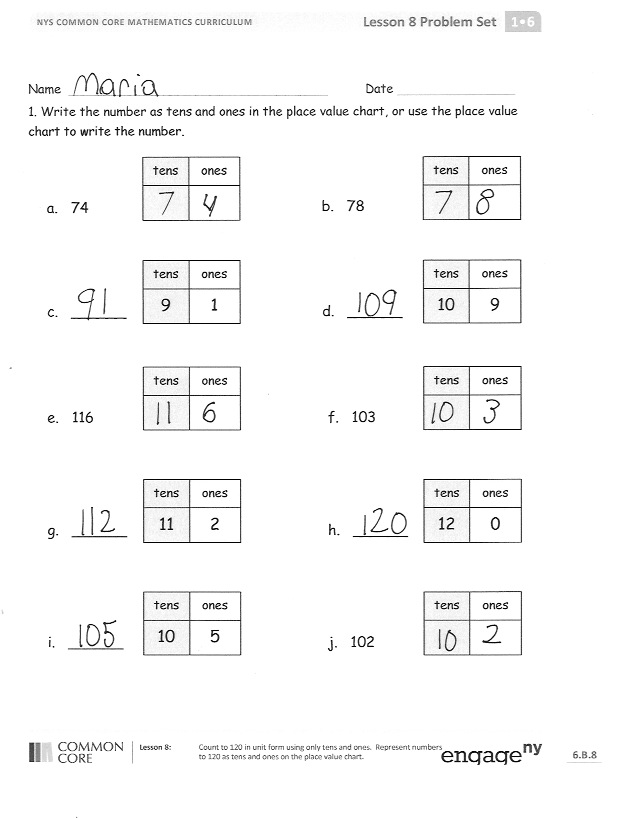 NYS COMMON CORE MATHEMATICS CURRICULUM Lesson 8 Problem Set 1•6
Name Maria Date
1. Write the number as tens and ones in the place value chart, or use the place value
chart to write the number.
tens ones tens ones
a. 74 7 4 b. 78 7 8
tens ones tens ones
c. 91 9 1 d. 109 10 9
tens ones tens ones
e. 116 11 6 f. 103 10 3
tens ones tens ones
g. 112 11 2 h. 120 12 0
tens ones tens ones
i. 105 10 5 j. 102 10 2
COMMON CORE Lesson 8: Count to 120 in unit form using only tens and ones. Represent numbers
to 120 as tens and ones on the place value chart. engage ny 6.B.8